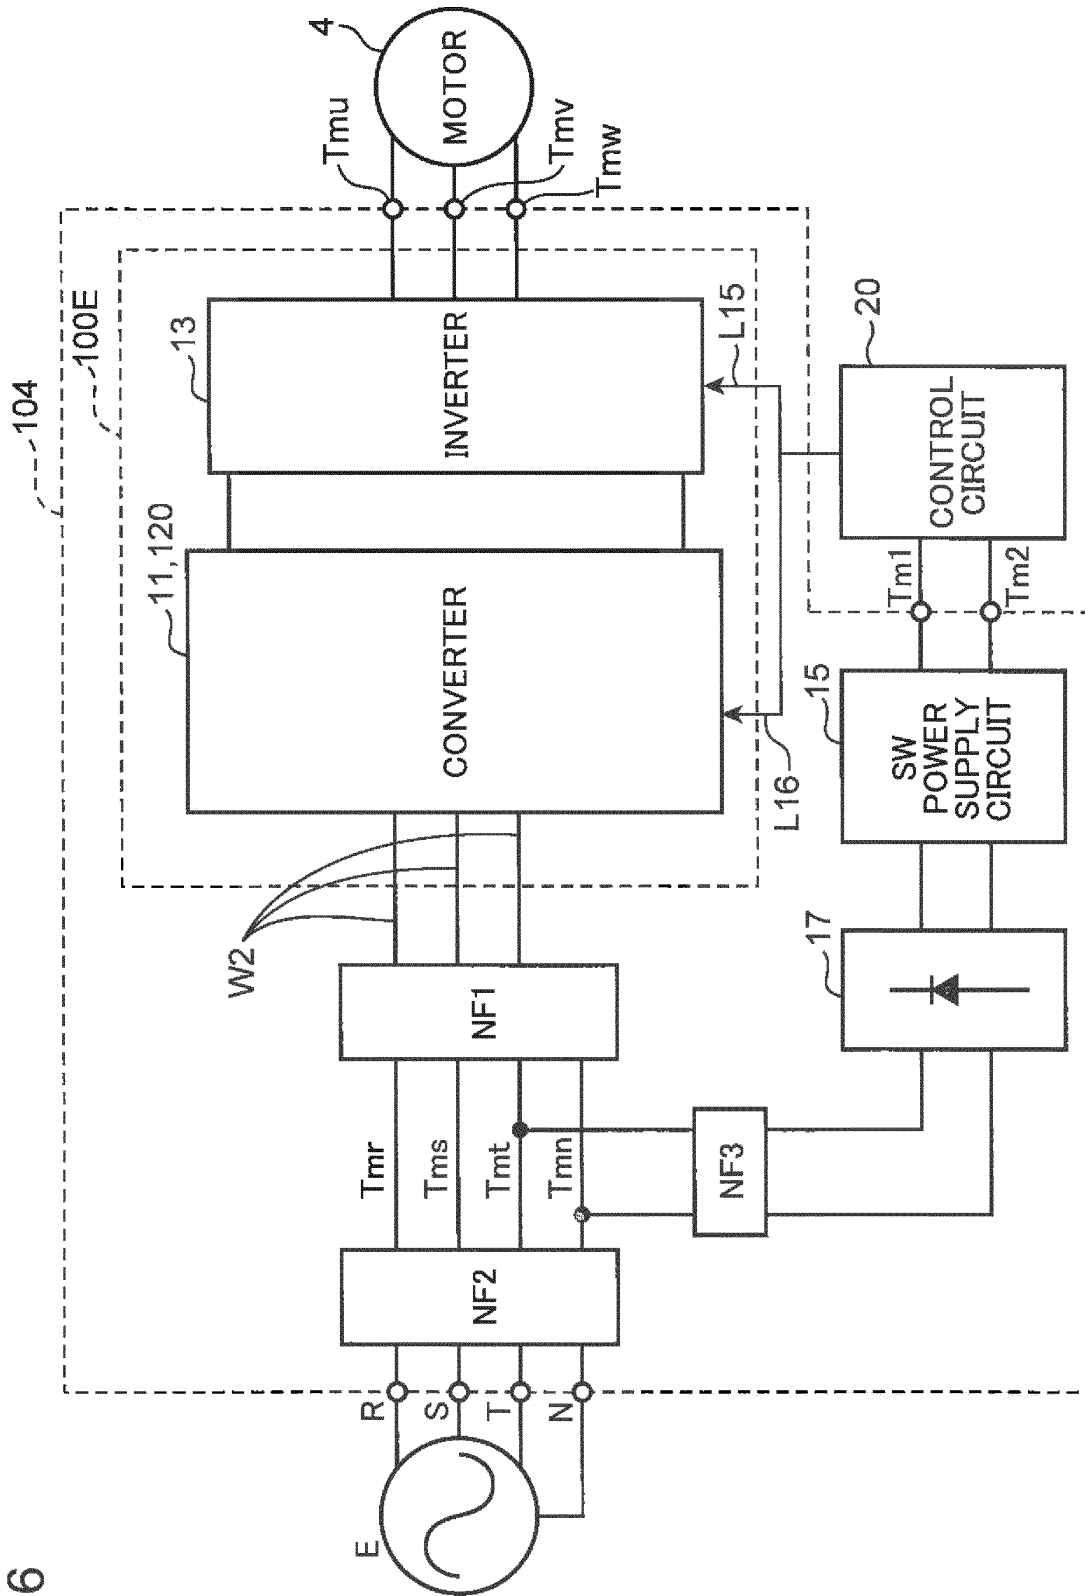 6
104
100E
E
R
S
T
N
NF2
Tmr
Tms
Tmt
Tmn
NF1
NF3
W2
11,120
CONVERTER
13
INVERTER
L16
L15
Tmu
Tmv
Tmw
4
MOTOR
17
15
SW
POWER
SUPPLY
CIRCUIT
Tm1
Tm2
20
CONTROL
CIRCUIT